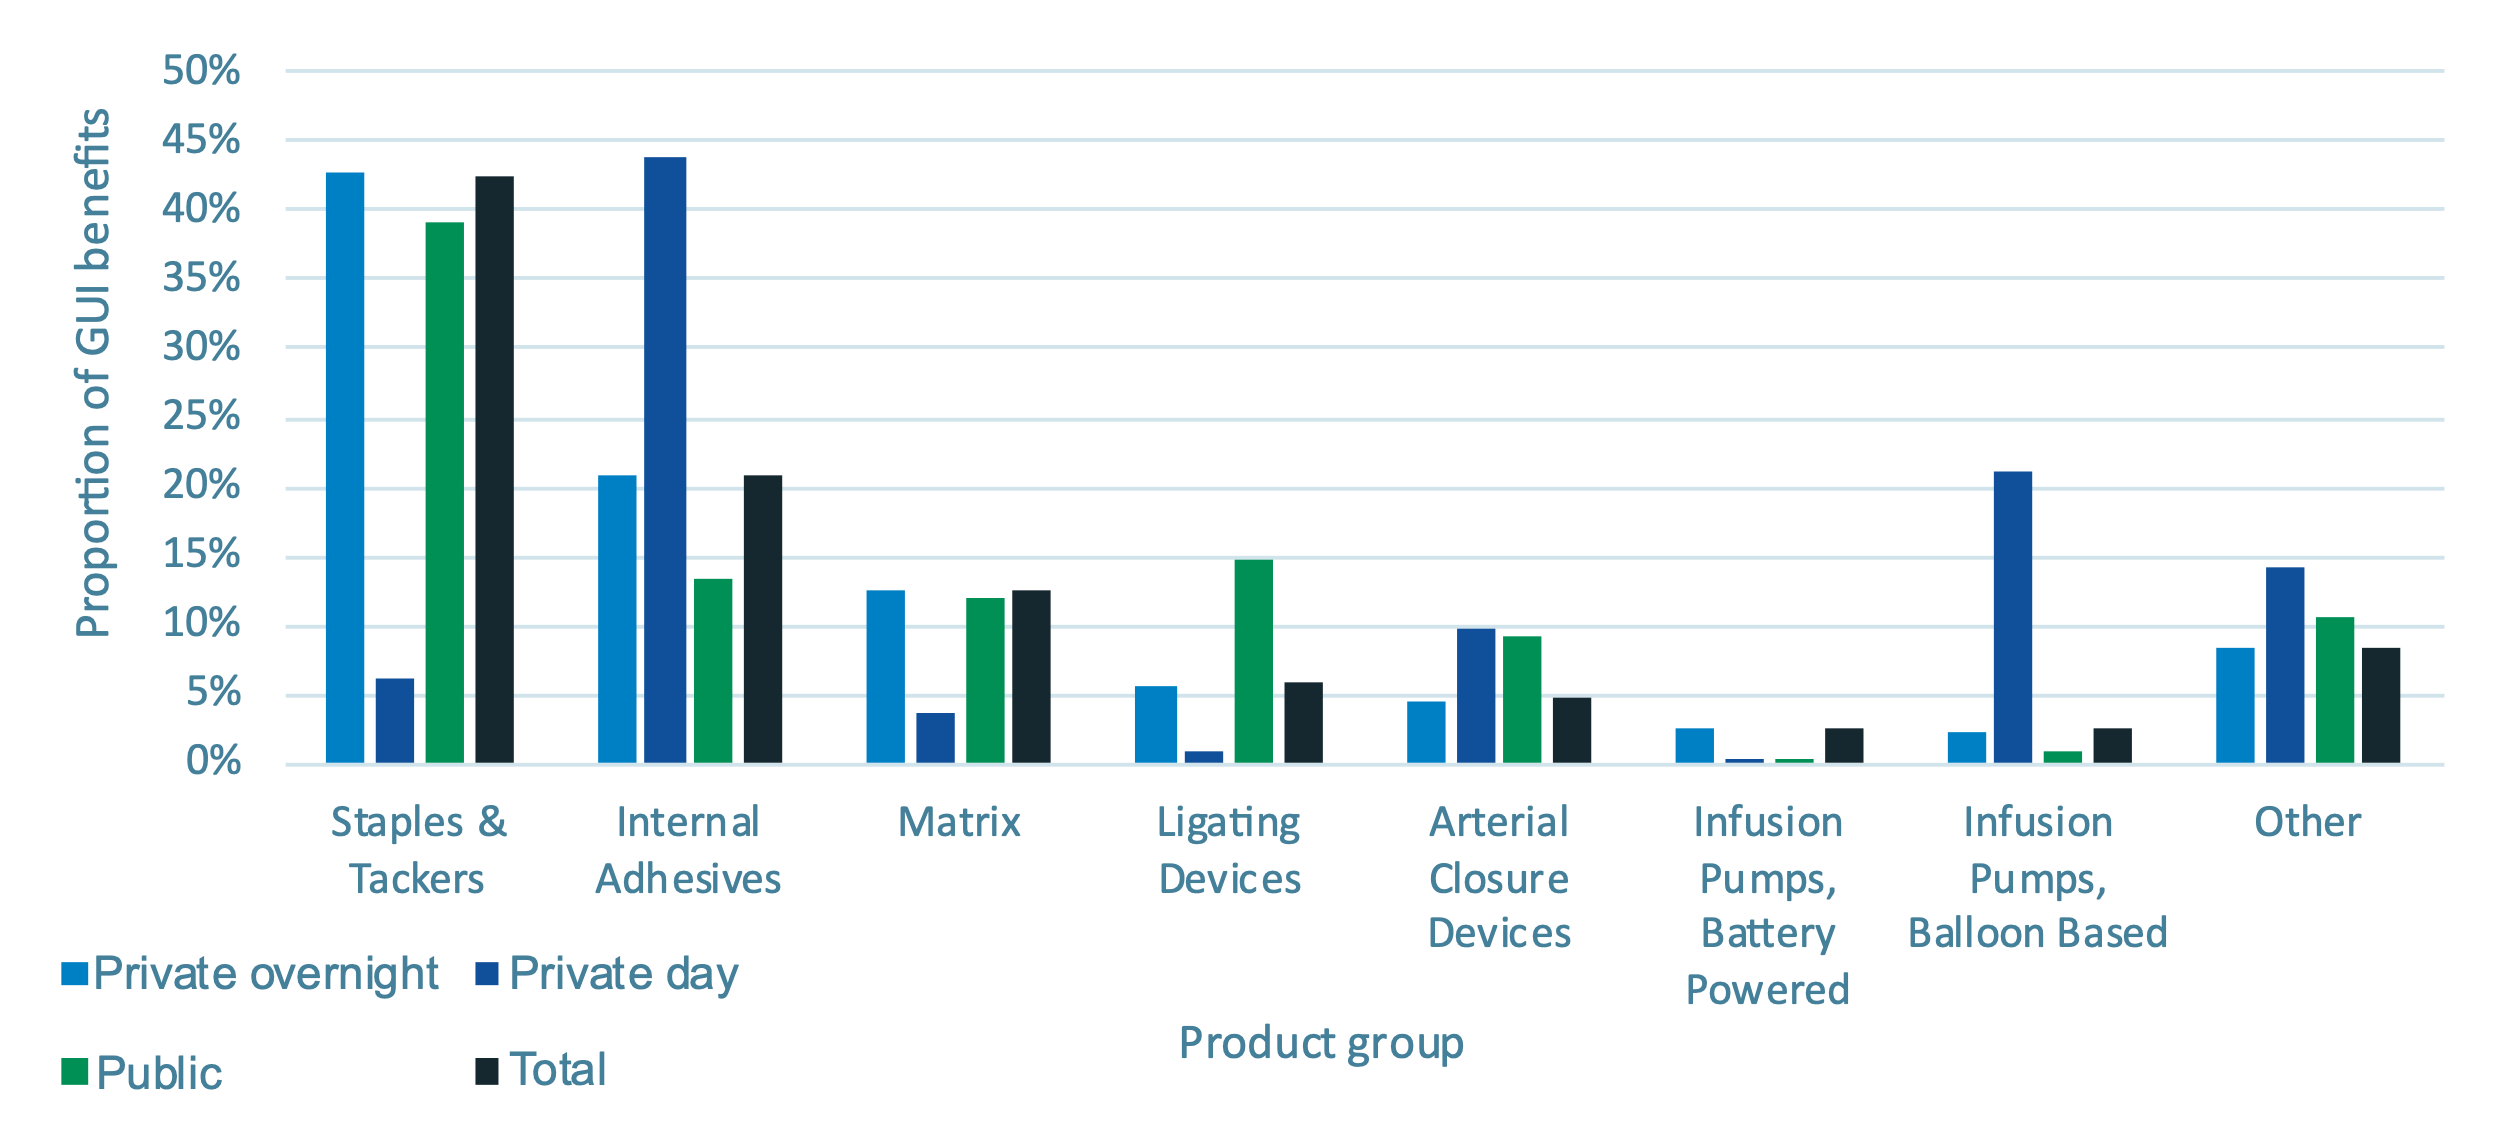 Proportion of GUI benefits
50%
45%
40%
35%
30%
25%
20%
15%
10%
5%
0%
Staples &
Tackers
Internal
Adhesives
Matrix
Ligating
Devices
Arterial
Closure
Devices
Infusion
Pumps,
Battery
Powered
Infusion
Pumps,
Balloon Based
Other
Product group
Private overnight
Private day
Public
Total